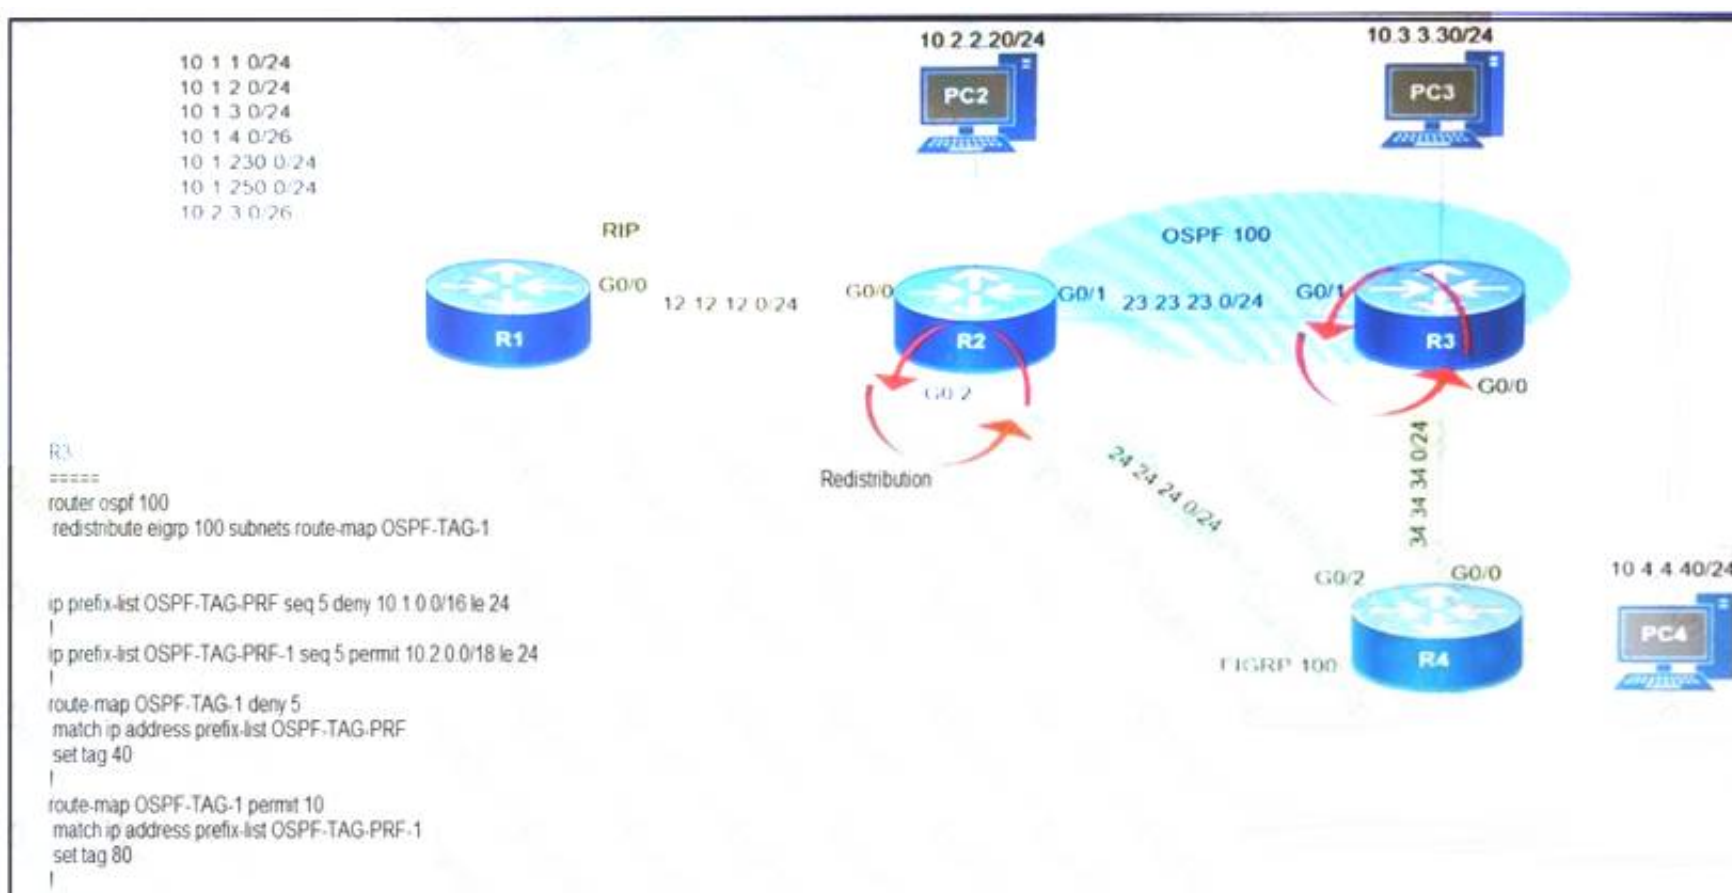 10 1 1 0/24
10 1 2 0/24
10 1 3 0/24
10 1 4 0/26
10 1 230 0/24
10 1 250 0/24
10 2 3 0/26
10 2 2.20/24
PC2
10 3 3.30/24
PC3
RIP
OSPF 100
G0/0
12 12 12 0/24
G0/0
G0/1
23 23 23 0/24
G0/1
R1
R2
R3
G0 2
G0/0
Redistribution
24 24 24 0/24
34 34 34 0/24
G0/2
G0/0
10 4 4 40/24
PC4
EIGRP 100
R4
R3
=====
router ospf 100
redistribute eigrp 100 subnets route-map OSPF-TAG-1
ip prefix-list OSPF-TAG-PRF seq 5 deny 10.1.0.0/16 le 24
!
ip prefix-list OSPF-TAG-PRF-1 seq 5 permit 10.2.0.0/18 le 24
!
route-map OSPF-TAG-1 deny 5
match ip address prefix-list OSPF-TAG-PRF
set tag 40
!
route-map OSPF-TAG-1 permit 10
match ip address prefix-list OSPF-TAG-PRF-1
set tag 80
!